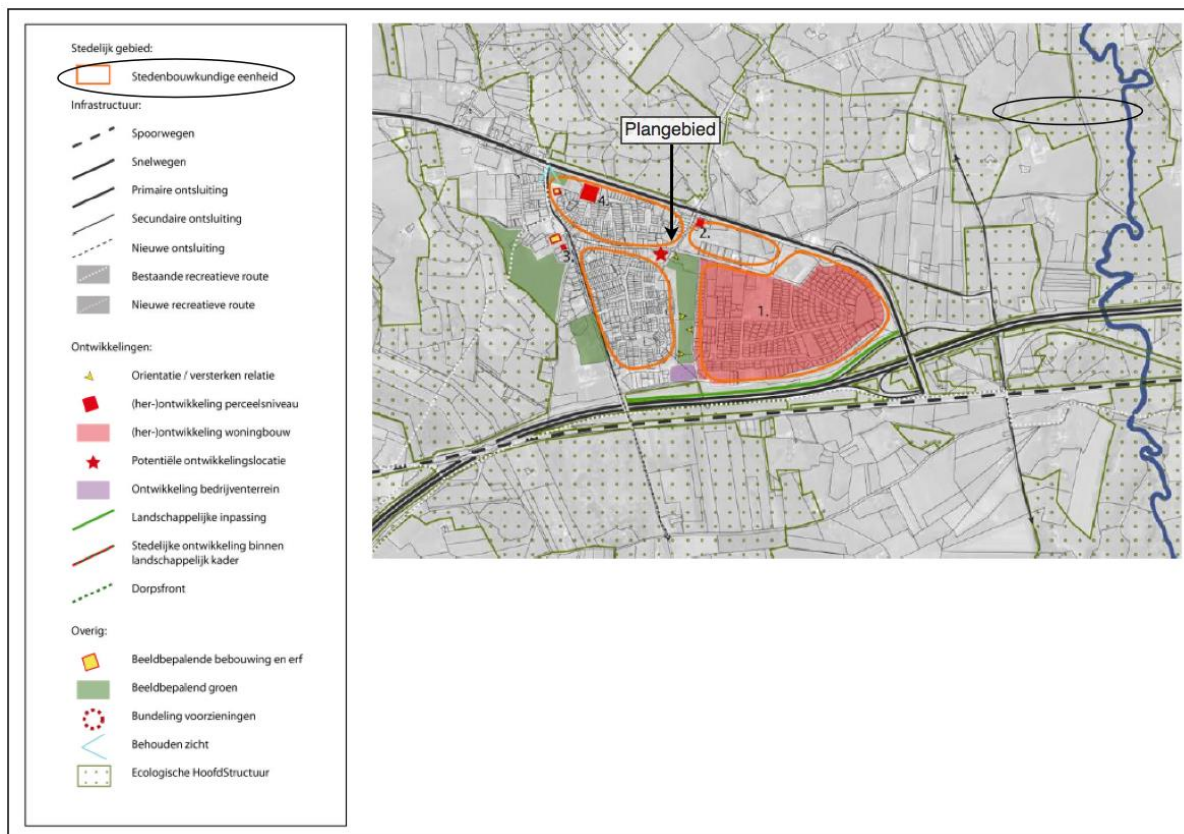 Stedelijk gebied:
Stedenbouwkundige eenheid
Infrastructuur:
Spoorwegen
Snelwegen
Primaire ontsluiting
Secundaire ontsluiting
Nieuwe ontsluiting
Bestaande recreatieve route
Nieuwe recreatieve route
Ontwikkelingen:
Orientatie / versterken relatie
(her-)ontwikkeling perceelsniveau
(her-)ontwikkeling woningbouw
Potentiële ontwikkelingslocatie
Ontwikkeling bedrijventerrein
Landschappelijke inpassing
Stedelijke ontwikkeling binnen
landschappelijk kader
Dorpsfront
Overig:
Beeldbepalende bebouwing en erf
Beeldbepalend groen
Bundeling voorzieningen
Behouden zicht
Ecologische HoofdStructuur
Plangebied
4.
2.
3.
1.